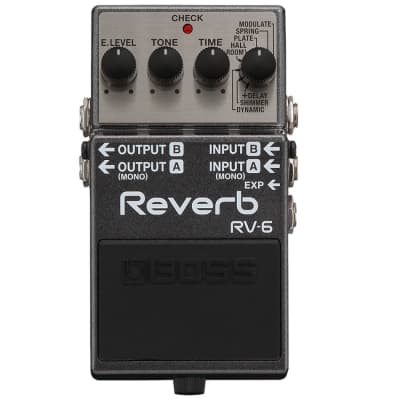 CHECK
E.LEVEL
TONE
TIME
MODULATE
SPRING
PLATE
HALL
ROOM
+DELAY
SHIMMER
DYNAMIC
← OUTPUT B
INPUT B ←
← OUTPUT A
INPUT A ←
(MONO)
(MONO)
EXP ←
Reverb
RV-6
BOSS